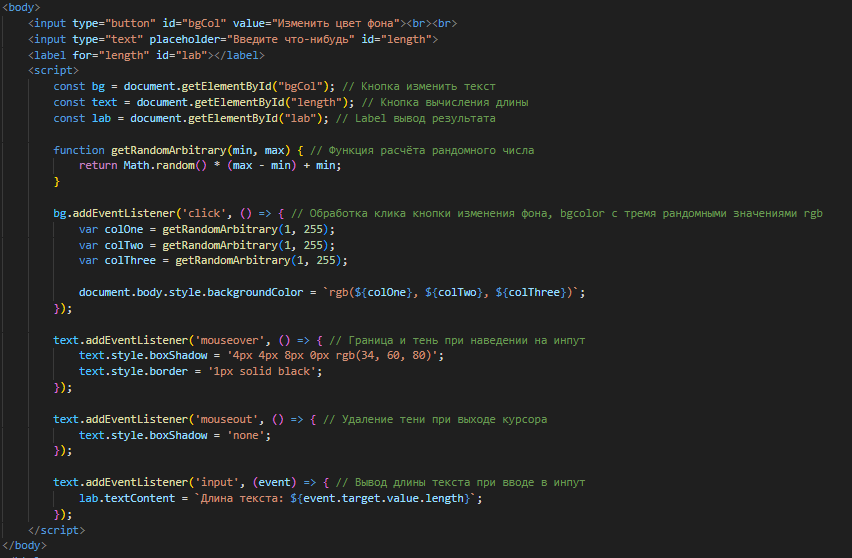 <body>
<input type="button" id="bgCol" value="Изменить цвет фона"><br><br>
<input type="text" placeholder="Введите что-нибудь" id="length">
<label for="length" id="lab"></label>
<script>
const bg = document.getElementById("bgCol"); // Кнопка изменить текст
const text = document.getElementById("length"); // Кнопка вычисления длины
const lab = document.getElementById("lab"); // Label вывод результата
function getRandomArbitrary(min, max) { // Функция расчёта рандомного числа
return Math.random() * (max - min) + min;
}
bg.addEventListener('click', () => { // Обработка клика кнопки изменения фона, bgcolor с тремя рандомными значениями rgb
var colOne = getRandomArbitrary(1, 255);
var colTwo = getRandomArbitrary(1, 255);
var colThree = getRandomArbitrary(1, 255);
document.body.style.backgroundColor = `rgb(${colOne}, ${colTwo}, ${colThree})`;
});
text.addEventListener('mouseover', () => { // Граница и тень при наведении на инпут
text.style.boxShadow = '4px 4px 8px 0px rgb(34, 60, 80)';
text.style.border = '1px solid black';
});
text.addEventListener('mouseout', () => { // Удаление тени при выходе курсора
text.style.boxShadow = 'none';
});
text.addEventListener('input', (event) => { // Вывод длины текста при вводе в инпут
lab.textContent = `Длина текста: ${event.target.value.length}`;
});
</script>
</body>